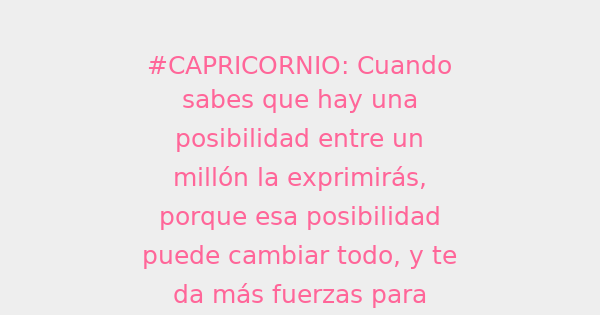 #CAPRICORNIO: Cuando
sabes que hay una
posibilidad entre un
millón la exprimirás,
porque esa posibilidad
puede cambiar todo, y te
da más fuerzas para